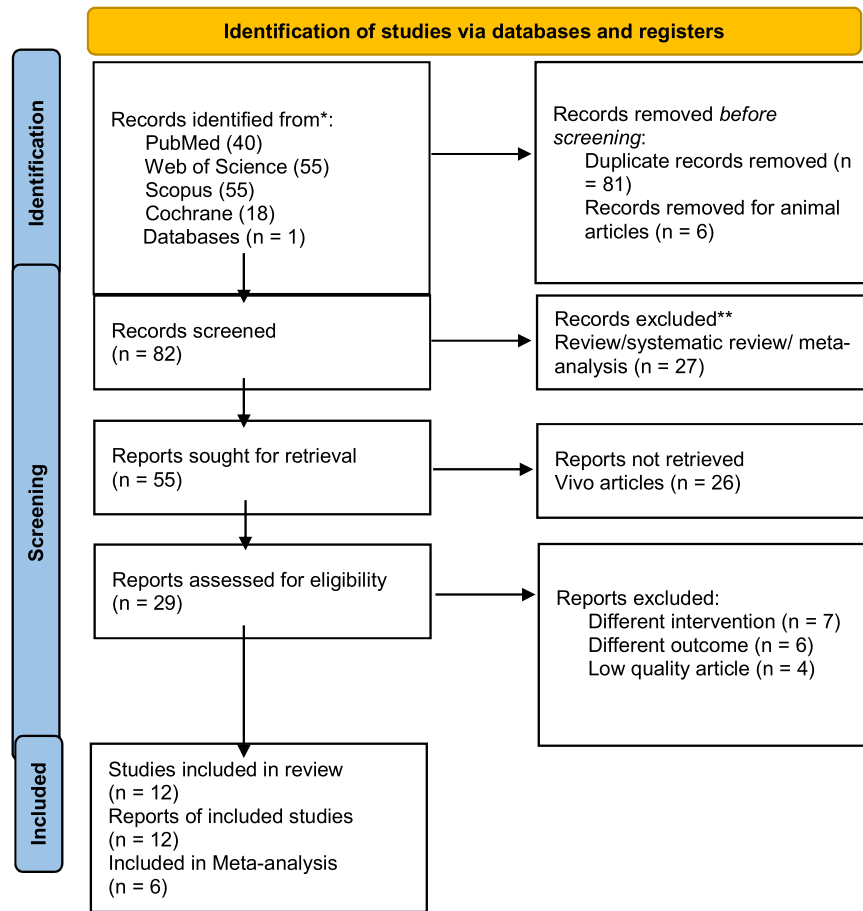 Identification of studies via databases and registers
Identification
Records identified from*:
PubMed (40)
Web of Science (55)
Scopus (55)
Cochrane (18)
Databases (n = 1)
Records removed before
screening:
Duplicate records removed (n
= 81)
Records removed for animal
articles (n = 6)
Screening
Records screened
(n = 82)
Records excluded**
Review/systematic review/ meta-
analysis (n = 27)
Reports sought for retrieval
(n = 55)
Reports not retrieved
Vivo articles (n = 26)
Reports assessed for eligibility
(n = 29)
Reports excluded:
Different intervention (n = 7)
Different outcome (n = 6)
Low quality article (n = 4)
Included
Studies included in review
(n = 12)
Reports of included studies
(n = 12)
Included in Meta-analysis
(n = 6)